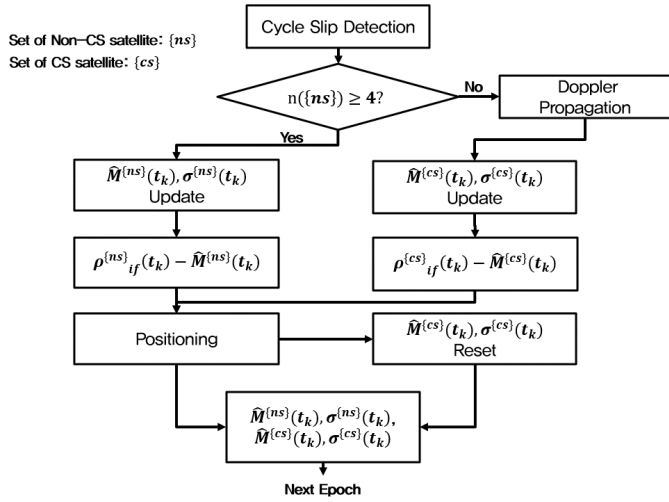 Cycle Slip Detection
Set of Non-CS satellite: {ns}
Set of CS satellite: {cs}
n({ns}) ≥ 4?
No
Doppler
Propagation
Yes
M̂^{ns}(t_k), σ^{ns}(t_k)
Update
M̂^{cs}(t_k), σ^{cs}(t_k)
Update
ρ^{ns}_if(t_k) − M̂^{ns}(t_k)
ρ^{cs}_if(t_k) − M̂^{cs}(t_k)
Positioning
M̂^{cs}(t_k), σ^{cs}(t_k)
Reset
M̂^{ns}(t_k), σ^{ns}(t_k),
M̂^{cs}(t_k), σ^{cs}(t_k)
Next Epoch